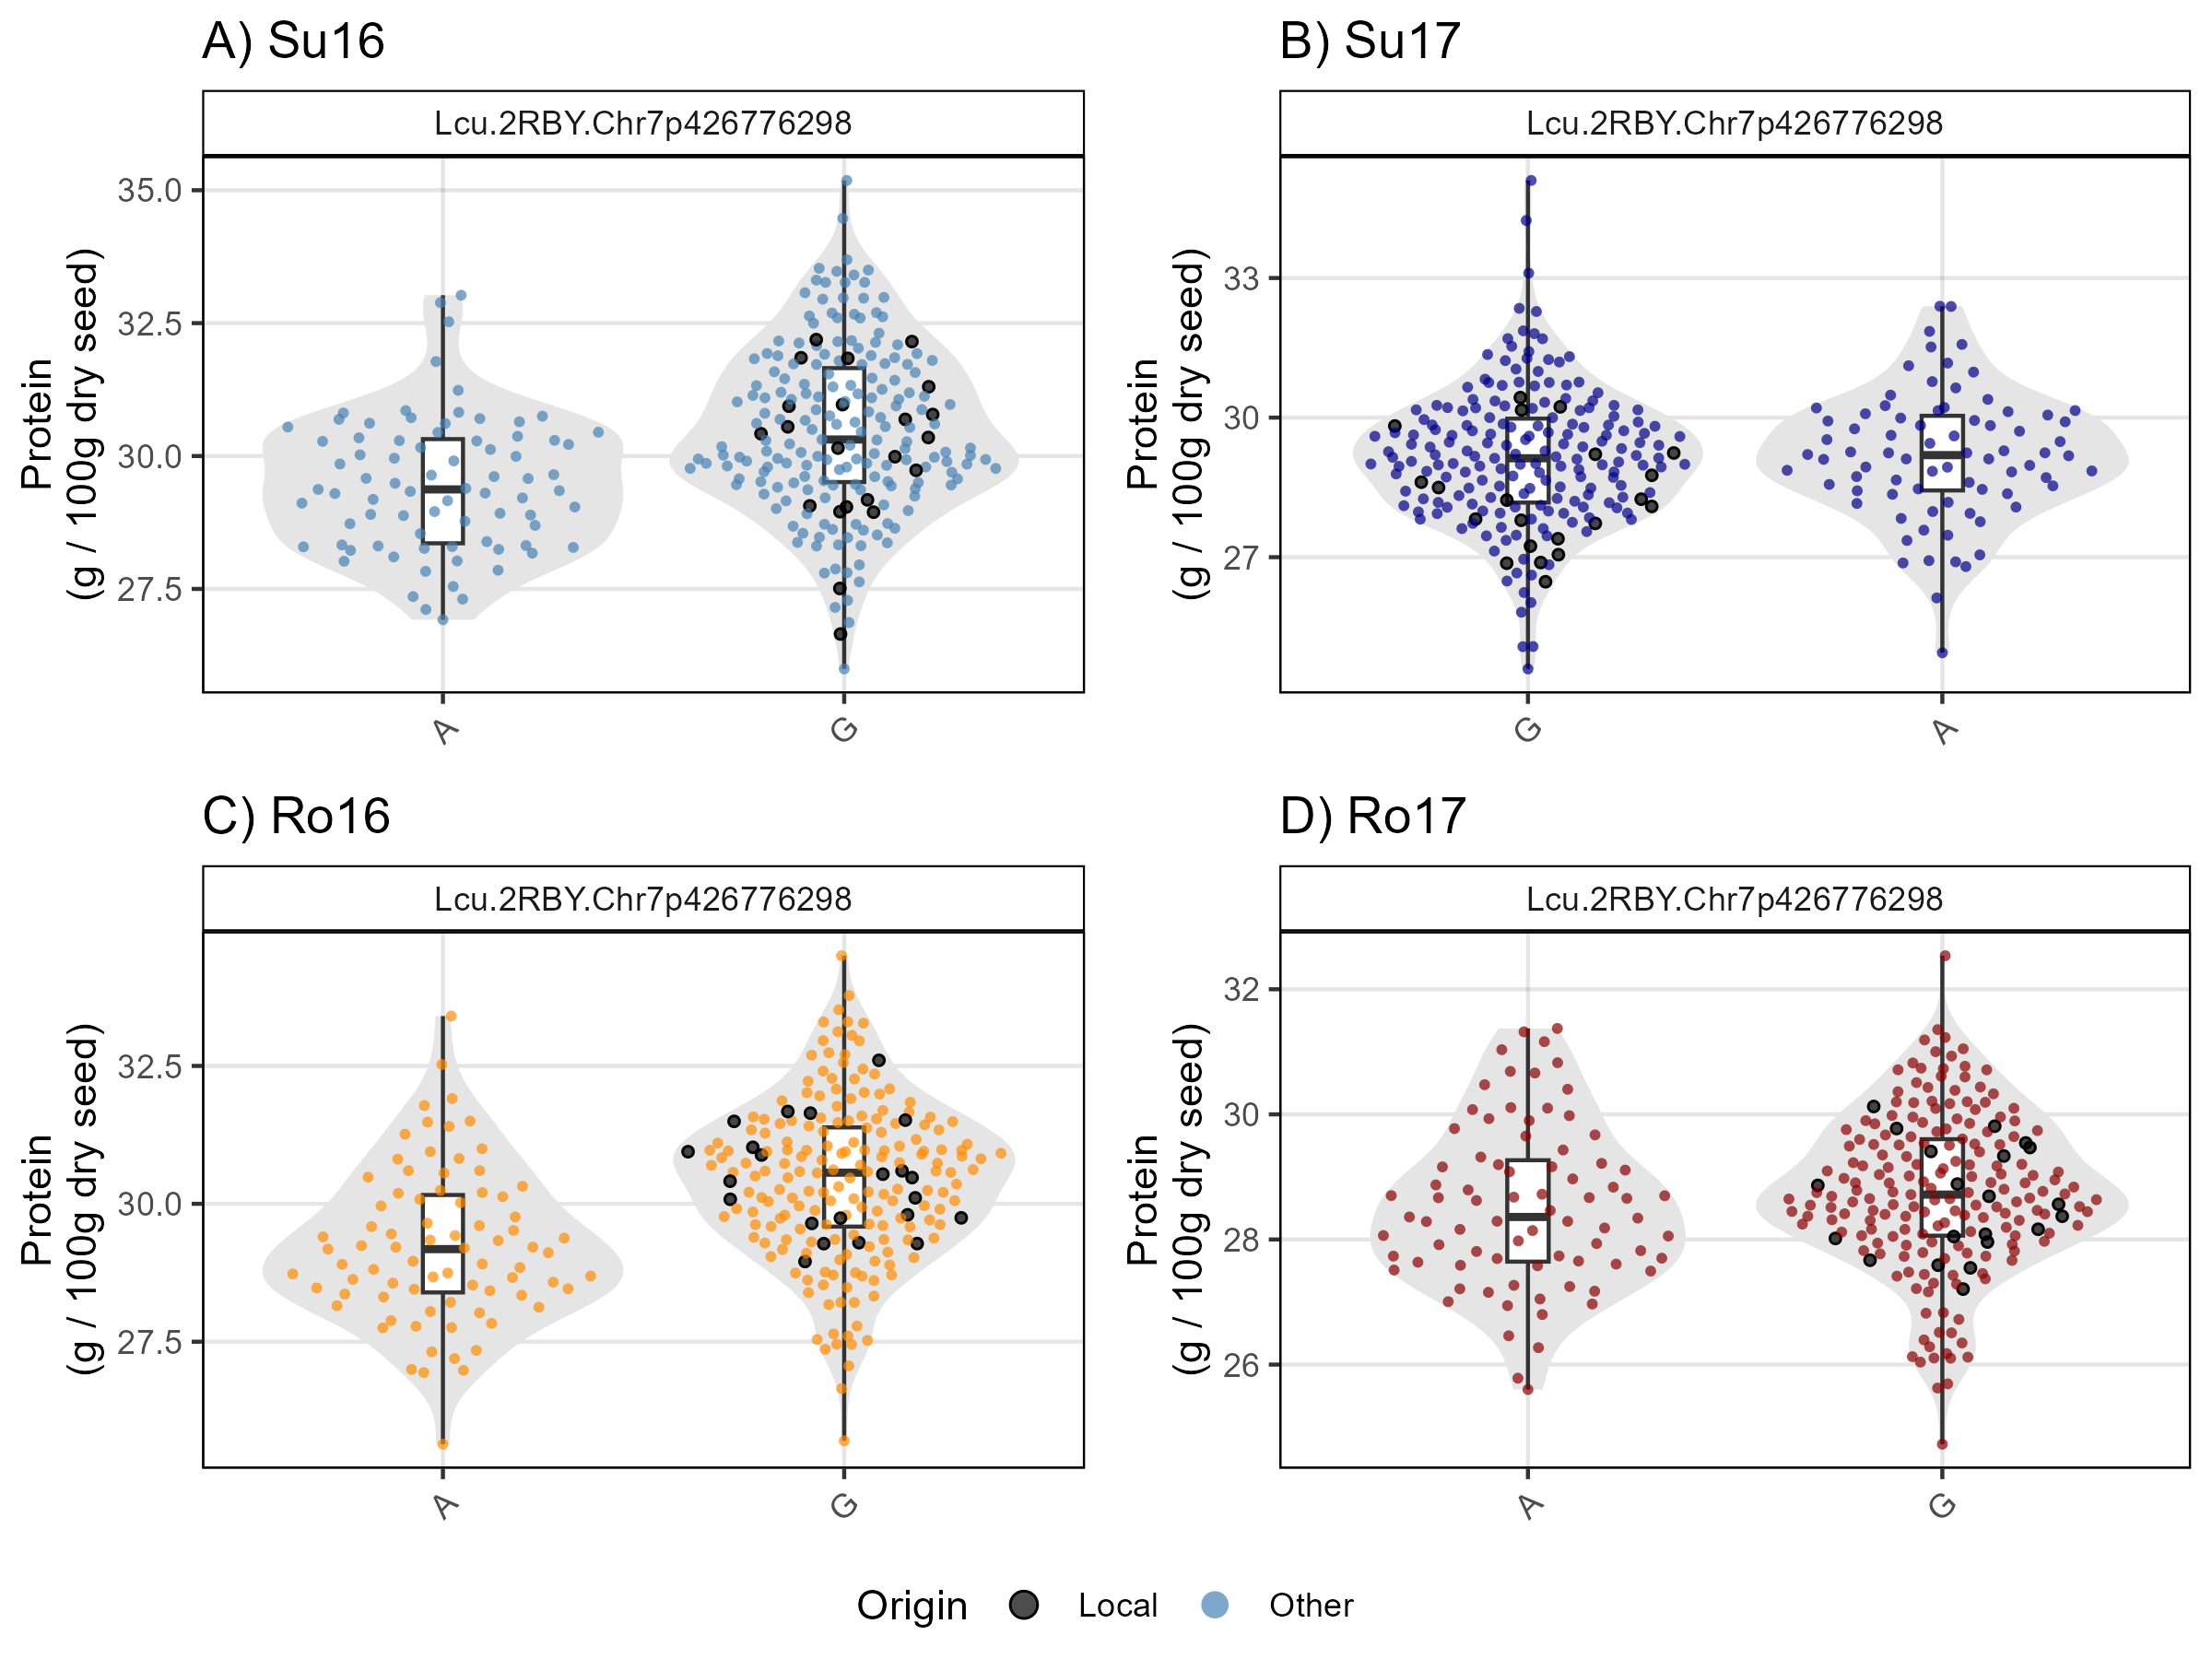 A) Su16
Lcu.2RBY.Chr7p426776298
Protein
(g / 100g dry seed)
35.0
32.5
30.0
27.5
A
G
B) Su17
Lcu.2RBY.Chr7p426776298
Protein
(g / 100g dry seed)
33
30
27
G
A
C) Ro16
Lcu.2RBY.Chr7p426776298
Protein
(g / 100g dry seed)
32.5
30.0
27.5
A
G
D) Ro17
Lcu.2RBY.Chr7p426776298
Protein
(g / 100g dry seed)
32
30
28
26
A
G
Origin Local Other